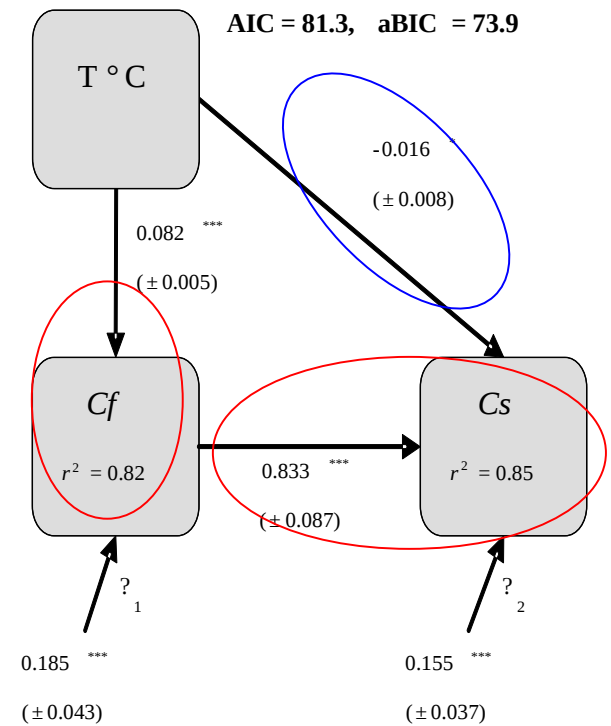 AIC = 81.3, aBIC = 73.9
T ° C
-0.016 *
(± 0.008)
0.082 ***
(± 0.005)
Cf
r² = 0.82
Cs
r² = 0.85
0.833 ***
(± 0.087)
? 1
? 2
0.185 ***
(± 0.043)
0.155 ***
(± 0.037)